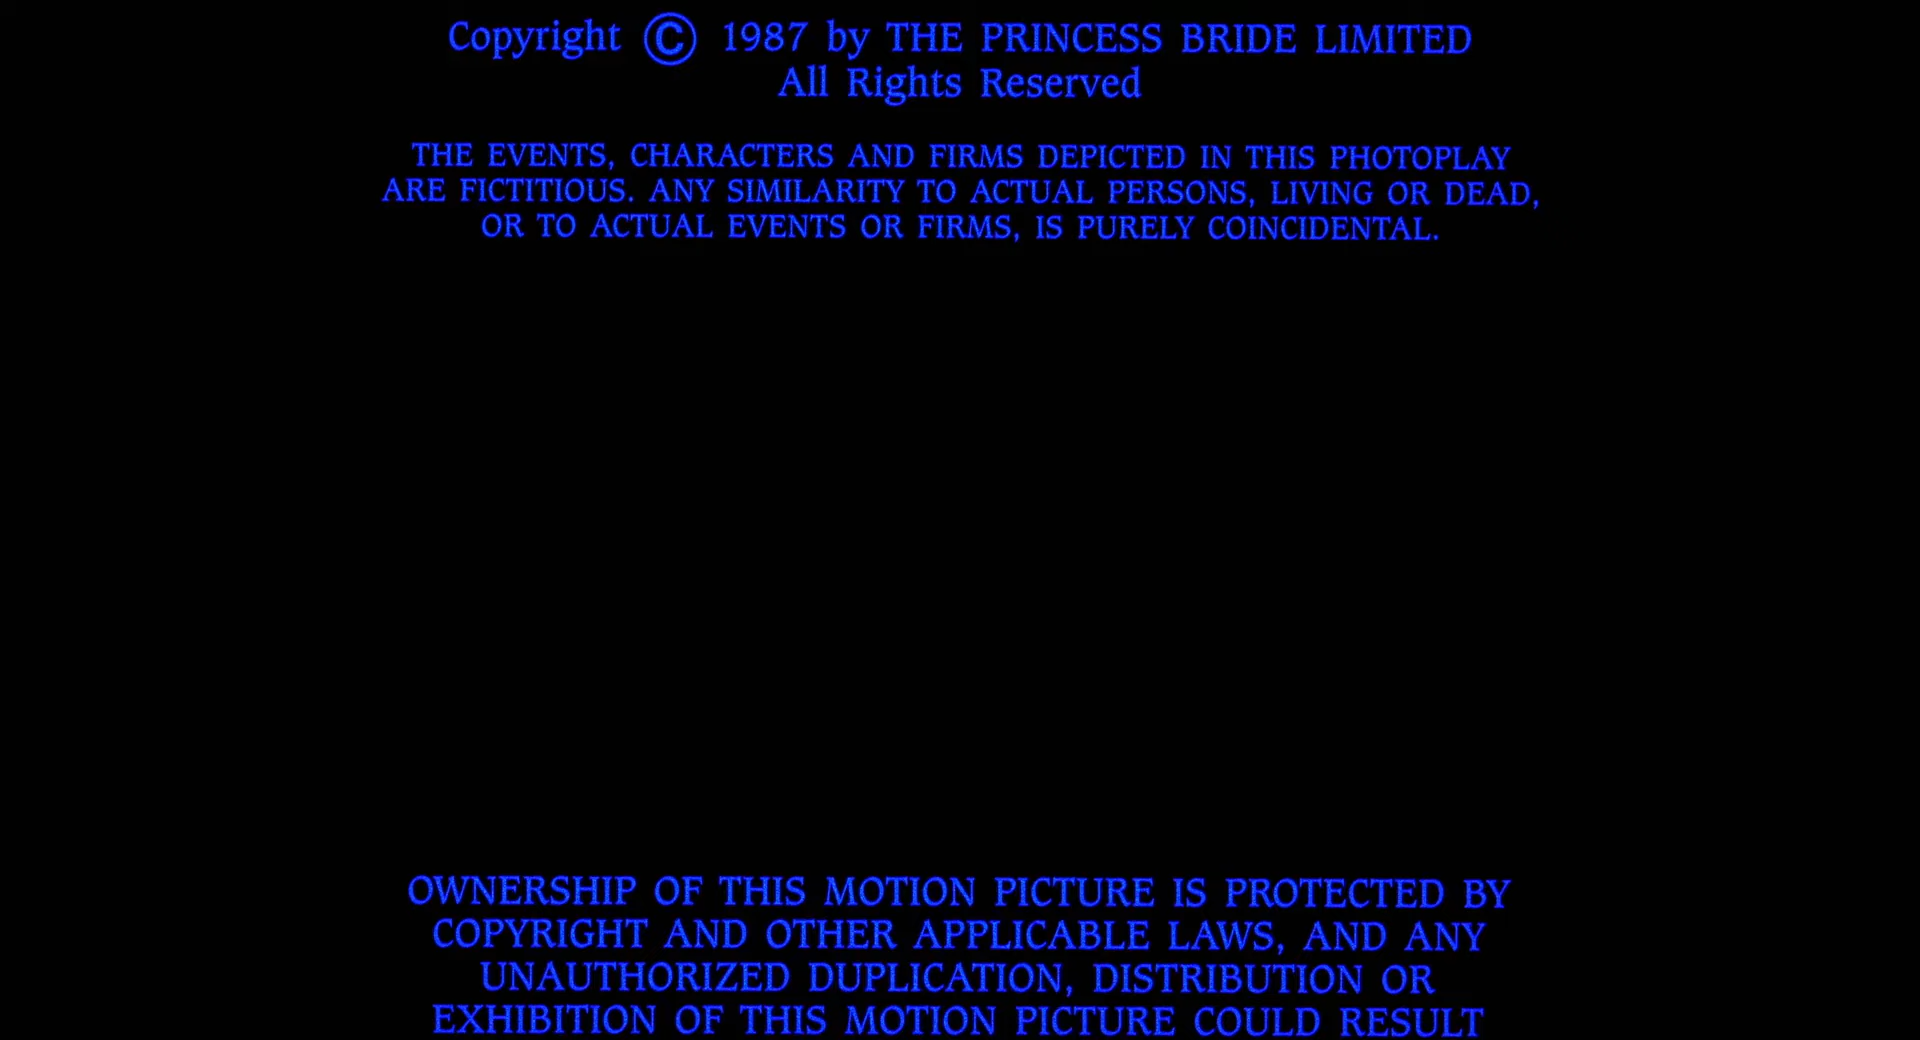 Copyright © 1987 by THE PRINCESS BRIDE LIMITED
All Rights Reserved
THE EVENTS, CHARACTERS AND FIRMS DEPICTED IN THIS PHOTOPLAY
ARE FICTITIOUS. ANY SIMILARITY TO ACTUAL PERSONS, LIVING OR DEAD,
OR TO ACTUAL EVENTS OR FIRMS, IS PURELY COINCIDENTAL.
OWNERSHIP OF THIS MOTION PICTURE IS PROTECTED BY
COPYRIGHT AND OTHER APPLICABLE LAWS, AND ANY
UNAUTHORIZED DUPLICATION, DISTRIBUTION OR
EXHIBITION OF THIS MOTION PICTURE COULD RESULT